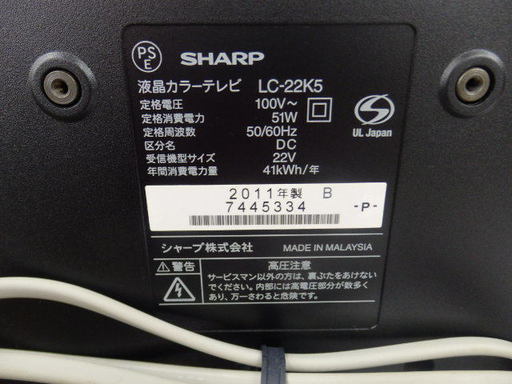 PS
E
SHARP
液晶カラーテレビ LC-22K5
定格電圧 100V～
定格消費電力 51W
定格周波数 50/60Hz
区分名 DC
受信機型サイズ 22V
年間消費電力量 41kWh/年
S
UL Japan
2011年製 B
7445334
-P-
シャープ株式会社 MADE IN MALAYSIA
警告
高圧注意
サービスマン以外の方は、裏ぶたをあけない
でください。内部には高電圧部分が数多く
あり、万一さわると危険です。